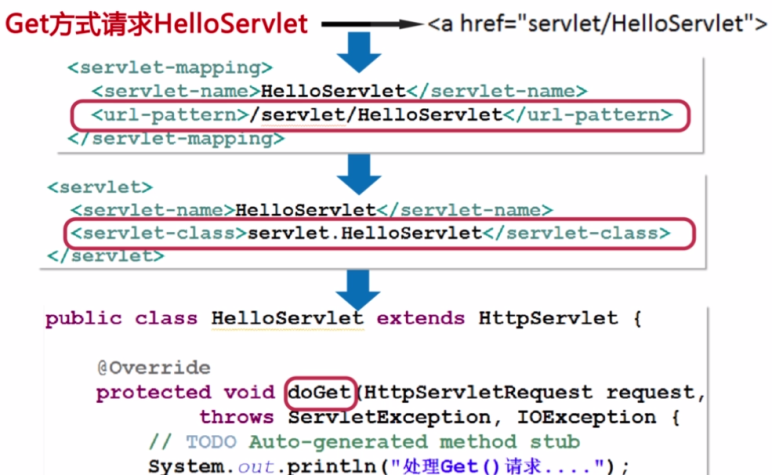 Get方式请求HelloServlet <a href="servlet/HelloServlet">
<servlet-mapping>
<servlet-name>HelloServlet</servlet-name>
<url-pattern>/servlet/HelloServlet</url-pattern>
</servlet-mapping>
<servlet>
<servlet-name>HelloServlet</servlet-name>
<servlet-class>servlet.HelloServlet</servlet-class>
</servlet>
public class HelloServlet extends HttpServlet {
@Override
protected void doGet(HttpServletRequest request,
throws ServletException, IOException {
// TODO Auto-generated method stub
System.out.println("处理Get()请求....");